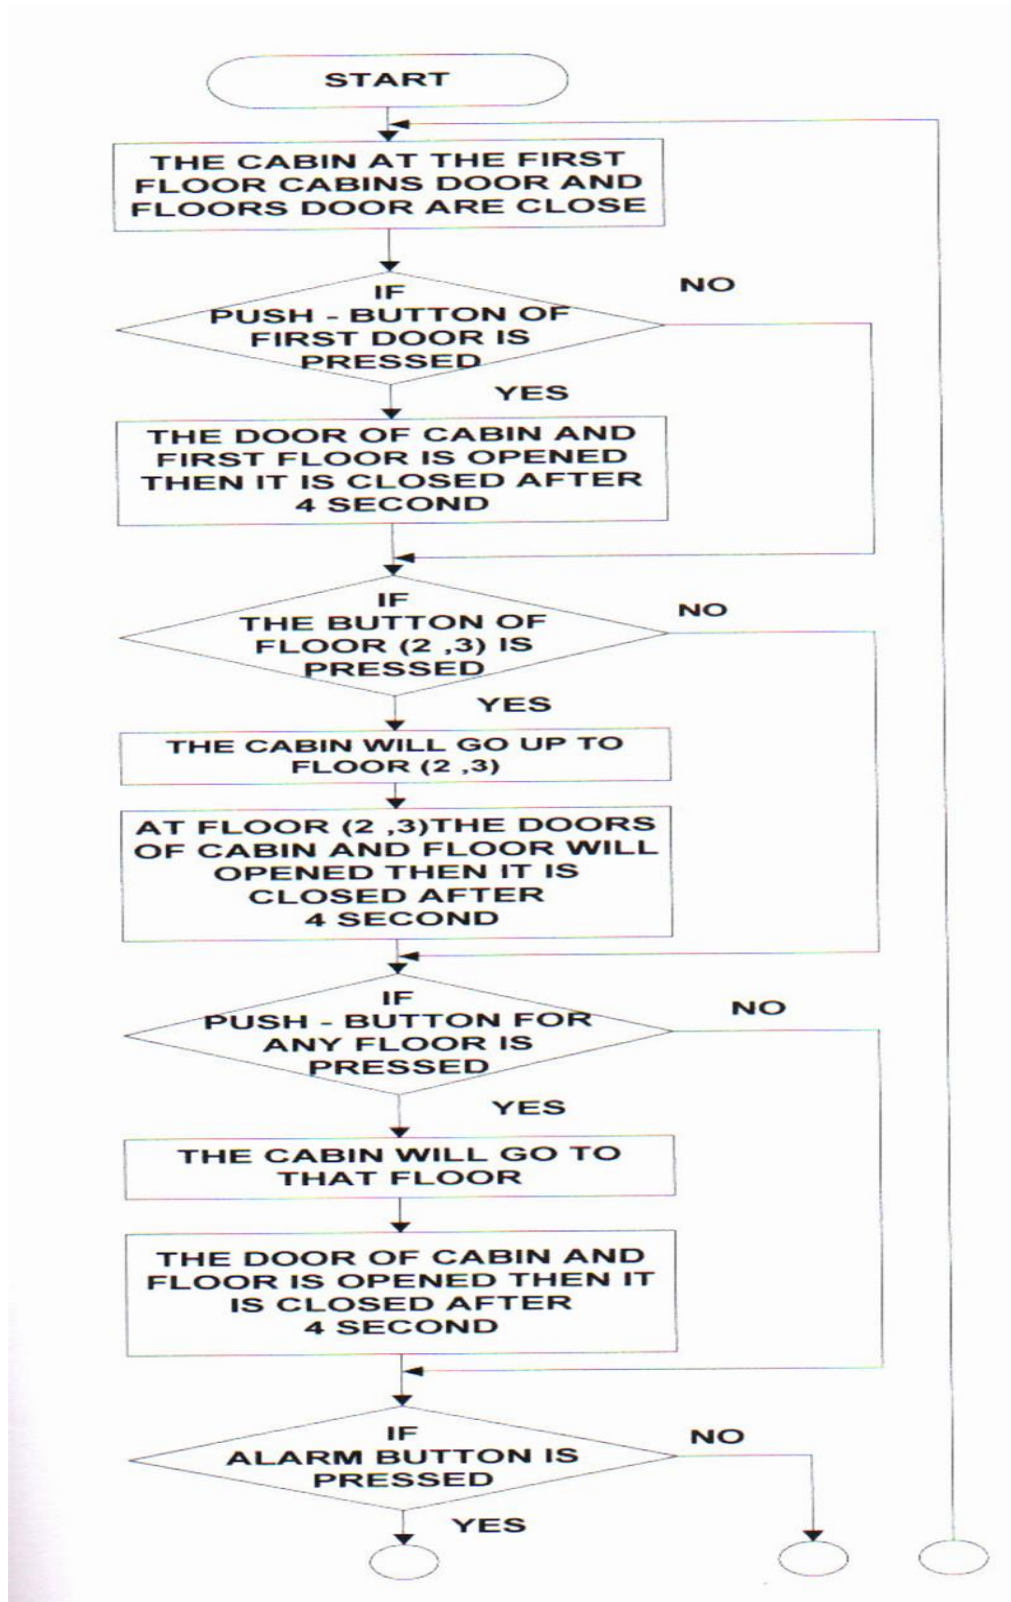 START
THE CABIN AT THE FIRST
FLOOR CABINS DOOR AND
FLOORS DOOR ARE CLOSE
IF
PUSH - BUTTON OF
FIRST DOOR IS
PRESSED
NO
YES
THE DOOR OF CABIN AND
FIRST FLOOR IS OPENED
THEN IT IS CLOSED AFTER
4 SECOND
IF
THE BUTTON OF
FLOOR (2 ,3) IS
PRESSED
NO
YES
THE CABIN WILL GO UP TO
FLOOR (2 ,3)
AT FLOOR (2 ,3)THE DOORS
OF CABIN AND FLOOR WILL
OPENED THEN IT IS
CLOSED AFTER
4 SECOND
IF
PUSH - BUTTON FOR
ANY FLOOR IS
PRESSED
NO
YES
THE CABIN WILL GO TO
THAT FLOOR
THE DOOR OF CABIN AND
FLOOR IS OPENED THEN IT
IS CLOSED AFTER
4 SECOND
IF
ALARM BUTTON IS
PRESSED
NO
YES